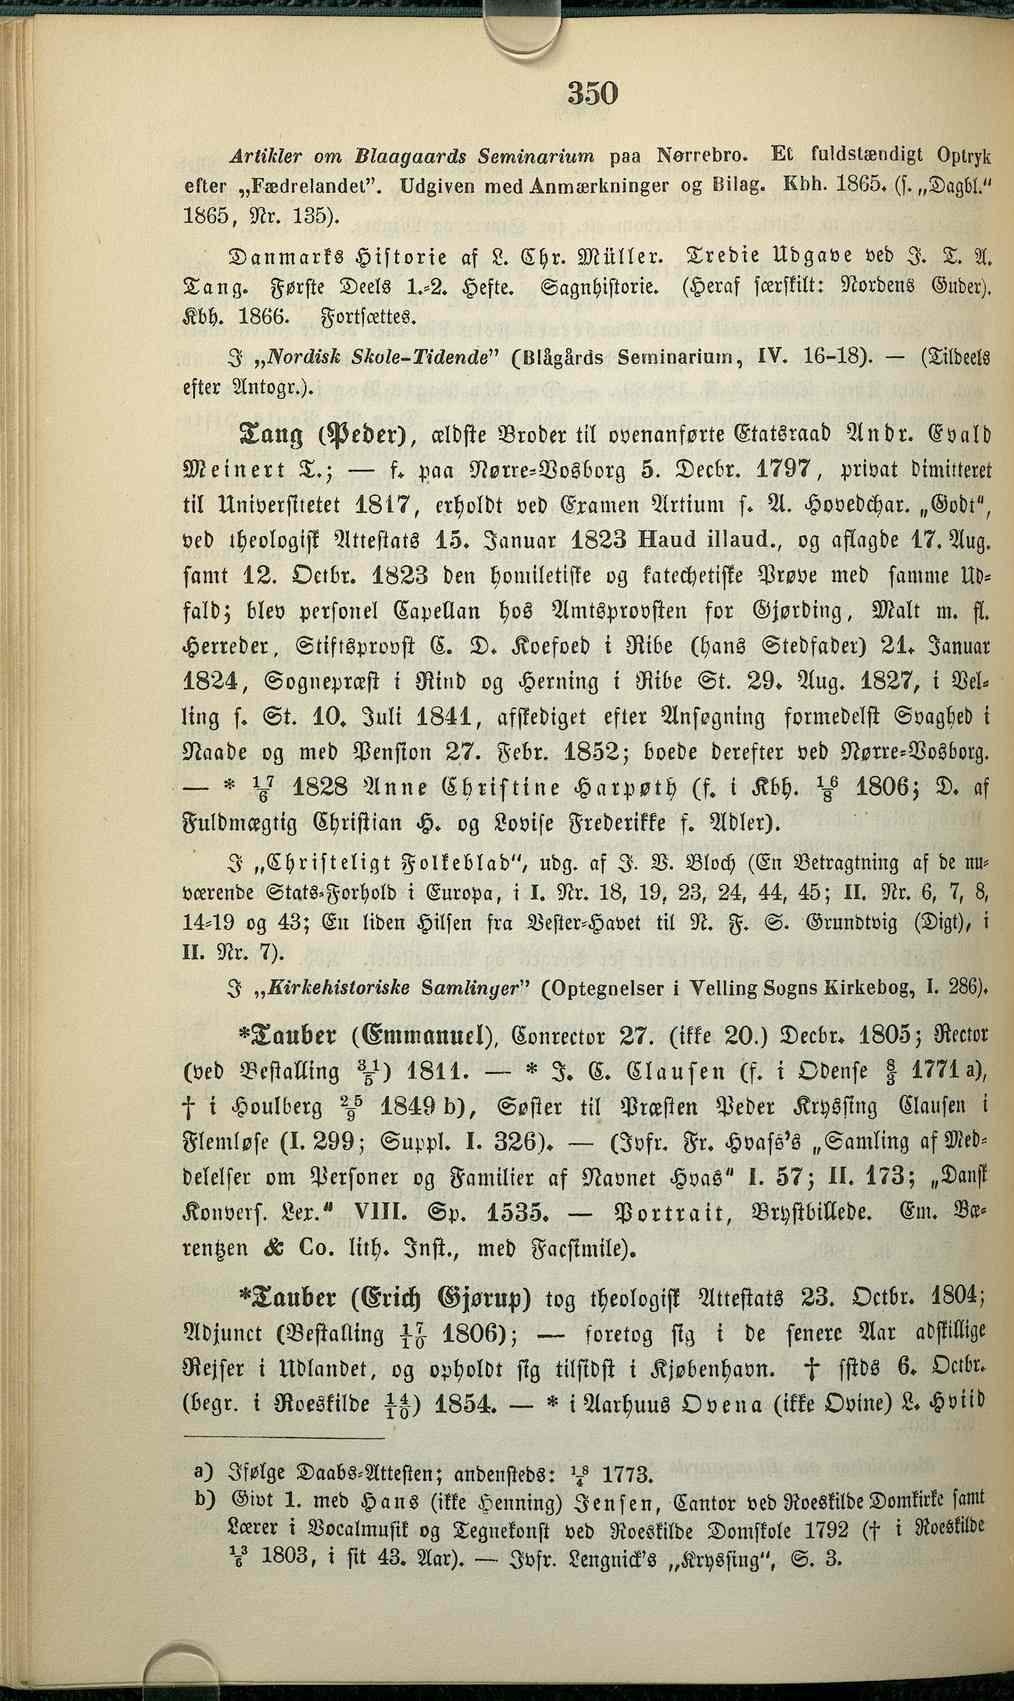 350
Artikler om Blaagaards Seminarium paa Nørrebro. Et fuldstændigt Optryk
efter „Fædrelandet”. Udgiven med Anmærkninger og Bilag. Kbh. 1865. (s. „Dagbl.“
1865, Nr. 135).
Danmarks Historie af L. Chr. Müller. Tredie Udgave ved J. T. A.
Tang. Første Deels 1.-2. Hefte. Sagnhistorie. (Heraf særskilt: Nordens Guder).
Kbh. 1866. Fortsættes.
I „Nordisk Skole-Tidende” (Blågårds Seminarium, IV. 16-18). — (Tildeels
efter Antogr.).
Tang (Peder), ældste Broder til ovenanførte Etatsraad Andr. Evald
Meinert T.; — f. paa Nørre-Vosborg 5. Decbr. 1797, privat dimitteret
til Universitetet 1817, erholdt ved Examen Artium s. A. Hovedchar. „Godt“,
ved theologisk Attestats 15. Januar 1823 Haud illaud., og aflagde 17. Aug.
samt 12. Octbr. 1823 den homiletiske og katechetiske Prøve med samme Ud-
fald; blev personel Capellan hos Amtsprovsten for Gjørding, Malt m. fl.
Herreder, Stiftsprovst C. D. Koefoed i Ribe (hans Stedfader) 21. Januar
1824, Sognepræst i Rind og Herning i Ribe St. 29. Aug. 1827, i Vel-
ling s. St. 10. Juli 1841, afskediget efter Ansøgning formedelst Svaghed i
Naade og med Pension 27. Febr. 1852; boede derefter ved Nørre-Vosborg.
— * 17/6 1828 Anne Christine Harpøth (f. i Kbh. 16/8 1806; D. af
Fuldmægtig Christian H. og Lovise Frederikke f. Adler).
I „Christeligt Folkeblad“, udg. af J. V. Bloch (En Betragtning af de nu-
værende Stats-Forhold i Europa, i I. Nr. 18, 19, 23, 24, 44, 45; II. Nr. 6, 7, 8,
14-19 og 43; En liden Hilsen fra Vester-Havet til N. F. S. Grundtvig (Digt), i
II. Nr. 7).
I „Kirkehistoriske Samlinger” (Optegnelser i Velling Sogns Kirkebog, I. 286).
*Tauber (Emmanuel), Conrector 27. (ikke 20.) Decbr. 1805; Rector
(ved Bestalling 31/5) 1811. — * J. C. Clausen (f. i Odense 8/3 1771 a),
† i Houlberg 25/9 1849 b), Søster til Præsten Peder Kryssing Clausen i
Flemløse (I. 299; Suppl. I. 326). — (Jvfr. Fr. Hvass's „Samling af Med-
delelser om Personer og Familier af Navnet Hvas“ I. 57; II. 173; „Dansk
Konvers. Lex.“ VIII. Sp. 1535. — Portrait, Brystbillede. Em. Bæ-
rentzen & Co. lith. Inst., med Facsimile).
*Tauber (Erich Gjørup) tog theologisk Attestats 23. Octbr. 1804;
Adjunct (Bestalling 17/10 1806); — foretog sig i de senere Aar adskillige
Rejser i Udlandet, og opholdt sig tilsidst i Kjøbenhavn. † sstds 6. Octbr.
(begr. i Roeskilde 14/10) 1854. — * i Aarhuus Ovena (ikke Ovine) L. Hviid
a) Ifølge Daabs-Attesten; andensteds: 18/4 1773.
b) Givt 1. med Hans (ikke Henning) Jensen, Cantor ved Roeskilde Domkirke samt
Lærer i Vocalmusik og Tegnekonst ved Roeskilde Domskole 1792 († i Roeskilde
13/6 1803, i sit 43. Aar). — Jvfr. Lengnick's „Kryssing“, S. 3.